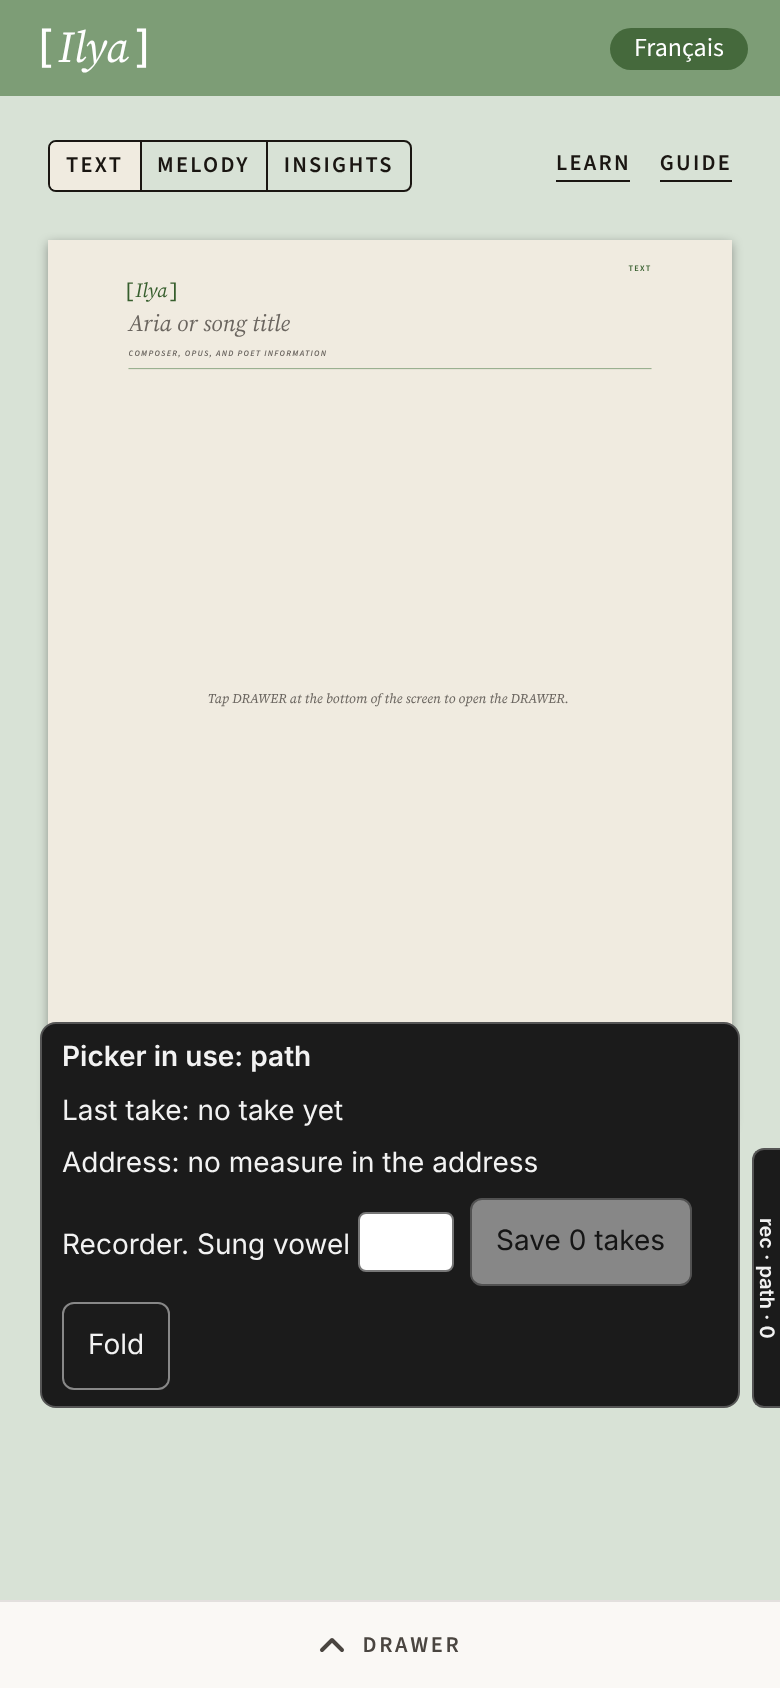 [Ilya]
Français
TEXT
MELODY
INSIGHTS
LEARN
GUIDE
TEXT
[Ilya]
Aria or song title
COMPOSER, OPUS, AND POET INFORMATION
Tap DRAWER at the bottom of the screen to open the DRAWER.
Picker in use: path
Last take: no take yet
Address: no measure in the address
Recorder. Sung vowel
Save 0 takes
Fold
rec · path · 0
DRAWER